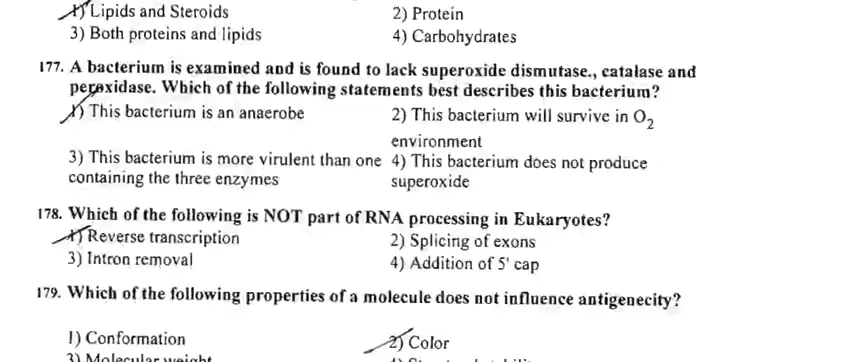 1) Lipids and Steroids 2) Protein
3) Both proteins and lipids 4) Carbohydrates
177. A bacterium is examined and is found to lack superoxide dismutase., catalase and
peroxidase. Which of the following statements best describes this bacterium?
1) This bacterium is an anaerobe 2) This bacterium will survive in O2
environment
3) This bacterium is more virulent than one 4) This bacterium does not produce
containing the three enzymes superoxide
178. Which of the following is NOT part of RNA processing in Eukaryotes?
1) Reverse transcription 2) Splicing of exons
3) Intron removal 4) Addition of 5' cap
179. Which of the following properties of a molecule does not influence antigenecity?
1) Conformation 2) Color
3) Molecular weight